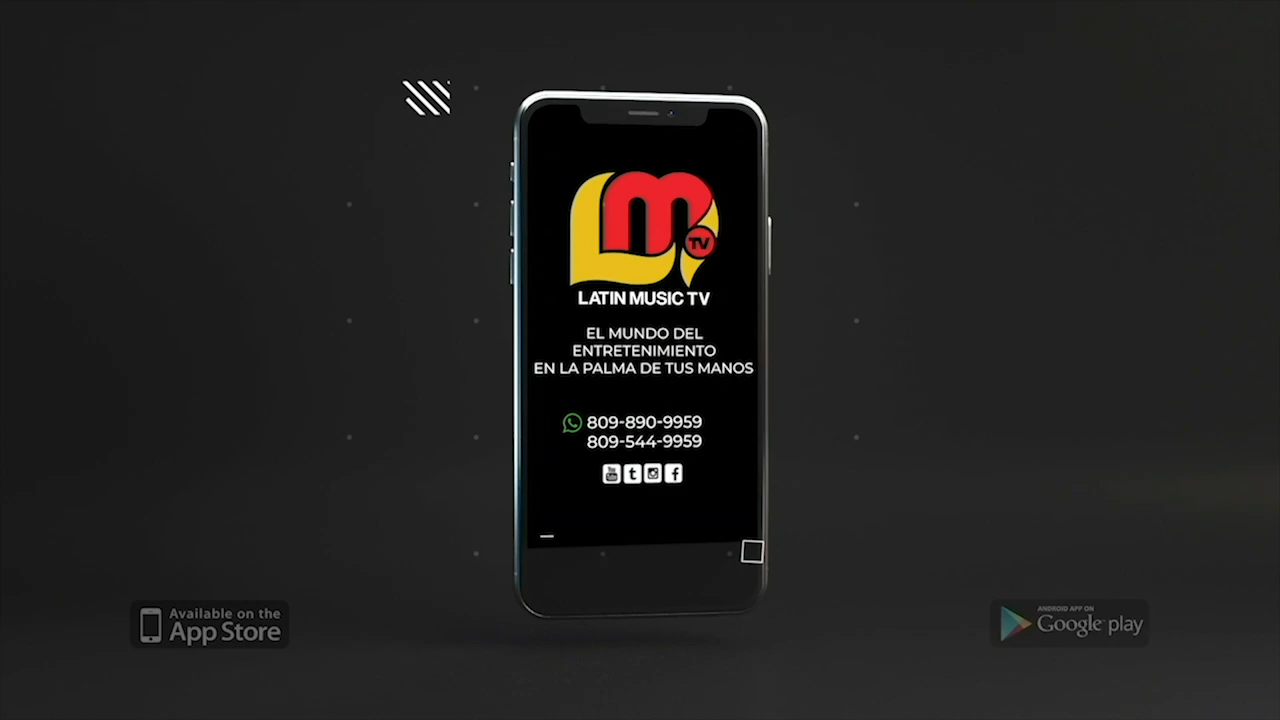 LM
TV
LATIN MUSIC TV
EL MUNDO DEL
ENTRETENIMIENTO
EN LA PALMA DE TUS MANOS
809-890-9959
809-544-9959
Available on the
App Store
ANDROID APP ON
Google play